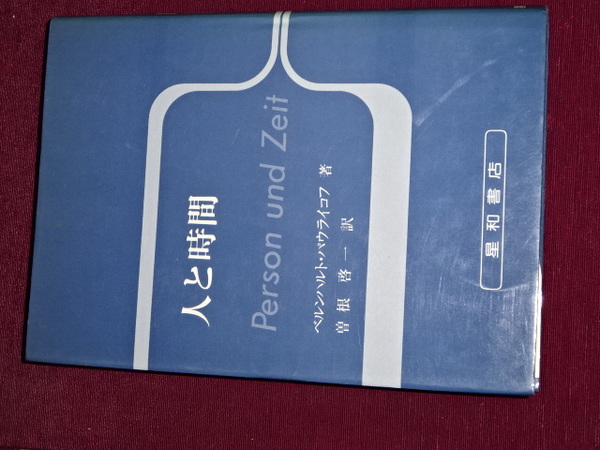 人と時間
Person und Zeit
ベルンハルト・パウライコフ 著
曽根 啓一 訳
星和書店